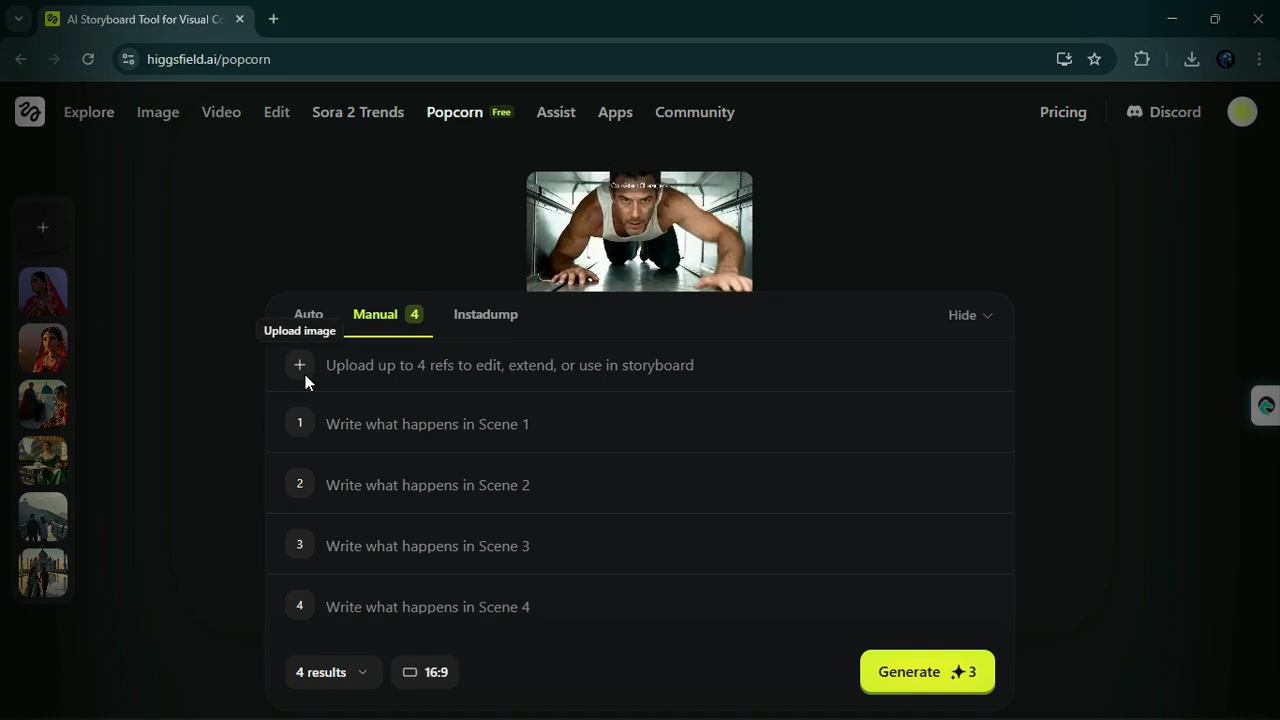 AI Storyboard Tool for Visual C
higgsfield.ai/popcorn
Explore
Image
Video
Edit
Sora 2 Trends
Popcorn Free
Assist
Apps
Community
Pricing
Discord
Auto
Manual 4
Instadump
Hide
Upload image
Upload up to 4 refs to edit, extend, or use in storyboard
1 Write what happens in Scene 1
2 Write what happens in Scene 2
3 Write what happens in Scene 3
4 Write what happens in Scene 4
4 results
16:9
Generate 3